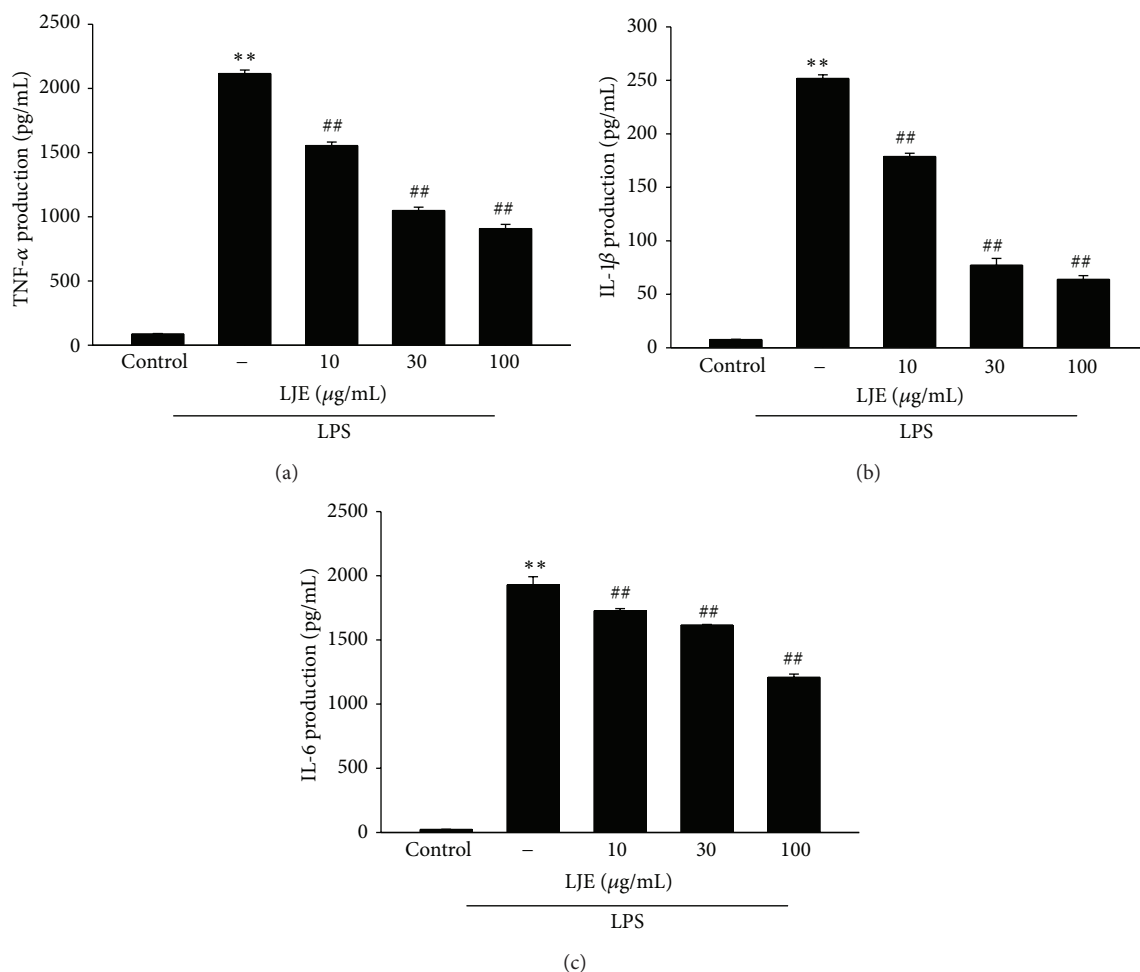 2500
2000
1500
1000
500
0
TNF-α production (pg/mL)
**
##
##
##
Control – 10 30 100
LJE (μg/mL)
LPS
(a)
300
250
200
150
100
50
0
IL-1β production (pg/mL)
**
##
##
##
Control – 10 30 100
LJE (μg/mL)
LPS
(b)
2500
2000
1500
1000
500
0
IL-6 production (pg/mL)
**
##
##
##
Control – 10 30 100
LJE (μg/mL)
LPS
(c)